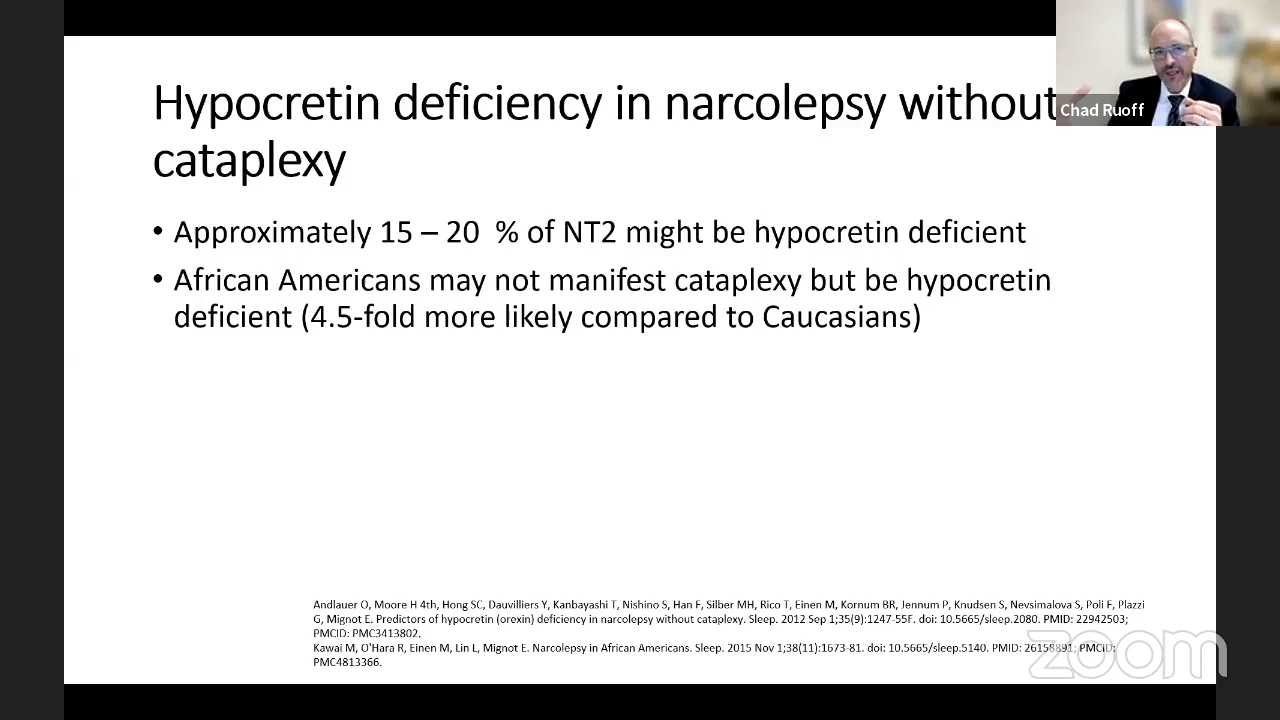 Hypocretin deficiency in narcolepsy without
cataplexy
Chad Ruoff
• Approximately 15 – 20  % of NT2 might be hypocretin deficient
• African Americans may not manifest cataplexy but be hypocretin
deficient (4.5-fold more likely compared to Caucasians)
Andlauer O, Moore H 4th, Hong SC, Dauvilliers Y, Kanbayashi T, Nishino S, Han F, Silber MH, Rico T, Einen M, Kornum BR, Jennum P, Knudsen S, Nevsimalova S, Poli F, Plazzi
G, Mignot E. Predictors of hypocretin (orexin) deficiency in narcolepsy without cataplexy. Sleep. 2012 Sep 1;35(9):1247-55F. doi: 10.5665/sleep.2080. PMID: 22942503;
PMCID: PMC3413802.
Kawai M, O'Hara R, Einen M, Lin L, Mignot E. Narcolepsy in African Americans. Sleep. 2015 Nov 1;38(11):1673-81. doi: 10.5665/sleep.5140. PMID: 26158891; PMCID:
PMC4813366.
zoom